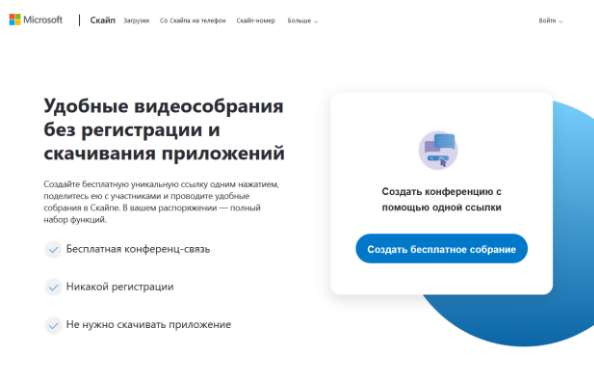 Microsoft
Скайп Загрузки Со Скайпа на телефон Скайп-номер Больше Войти
Удобные видеособрания
без регистрации и
скачивания приложений
Создайте бесплатную уникальную ссылку одним нажатием,
поделитесь ею с участниками и проводите удобные
собрания в Скайпе. В вашем распоряжении — полный
набор функций.
Бесплатная конференц-связь
Никакой регистрации
Не нужно скачивать приложение
Создать конференцию с
помощью одной ссылки
Создать бесплатное собрание